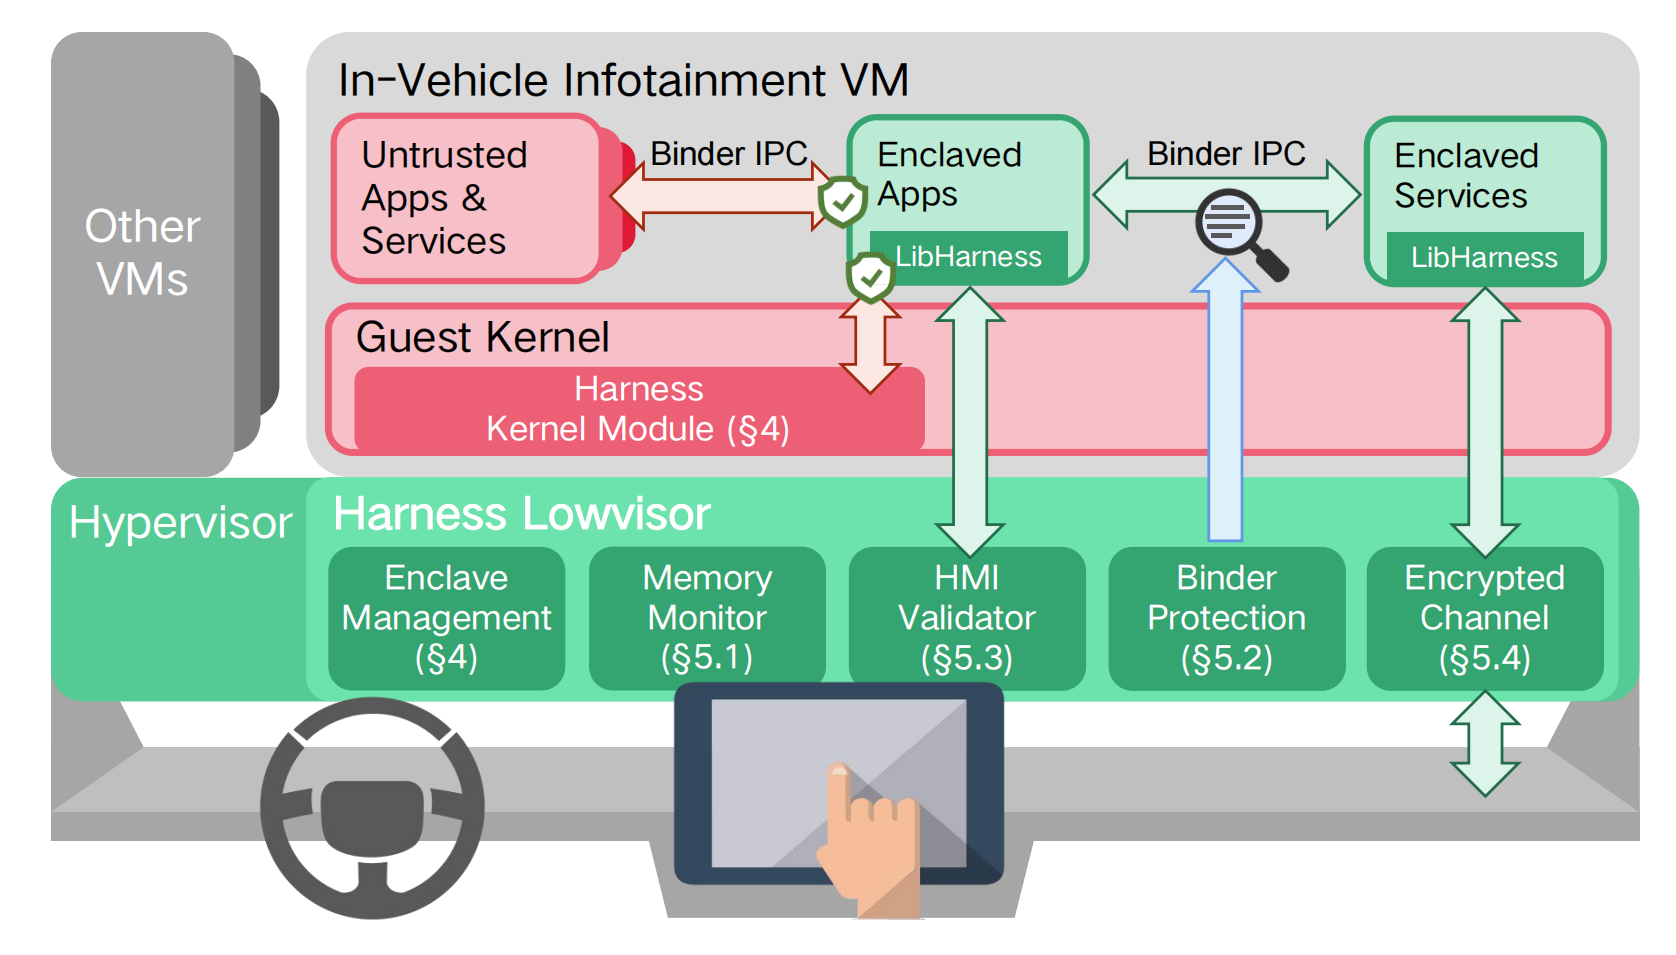 In-Vehicle Infotainment VM
Other
VMs
Untrusted
Apps &
Services
Binder IPC
Enclaved
Apps
LibHarness
Binder IPC
Enclaved
Services
LibHarness
Guest Kernel
Harness
Kernel Module (§4)
Hypervisor
Harness Lowvisor
Enclave
Management
(§4)
Memory
Monitor
(§5.1)
HMI
Validator
(§5.3)
Binder
Protection
(§5.2)
Encrypted
Channel
(§5.4)